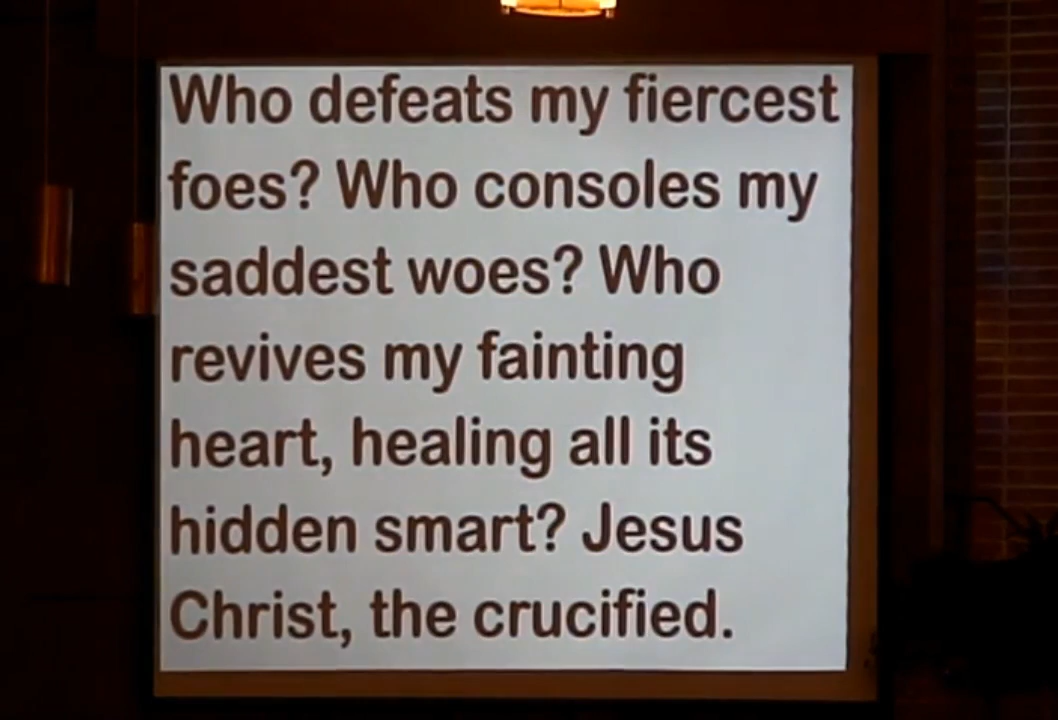 Who defeats my fiercest
foes? Who consoles my
saddest woes? Who
revives my fainting
heart, healing all its
hidden smart? Jesus
Christ, the crucified.